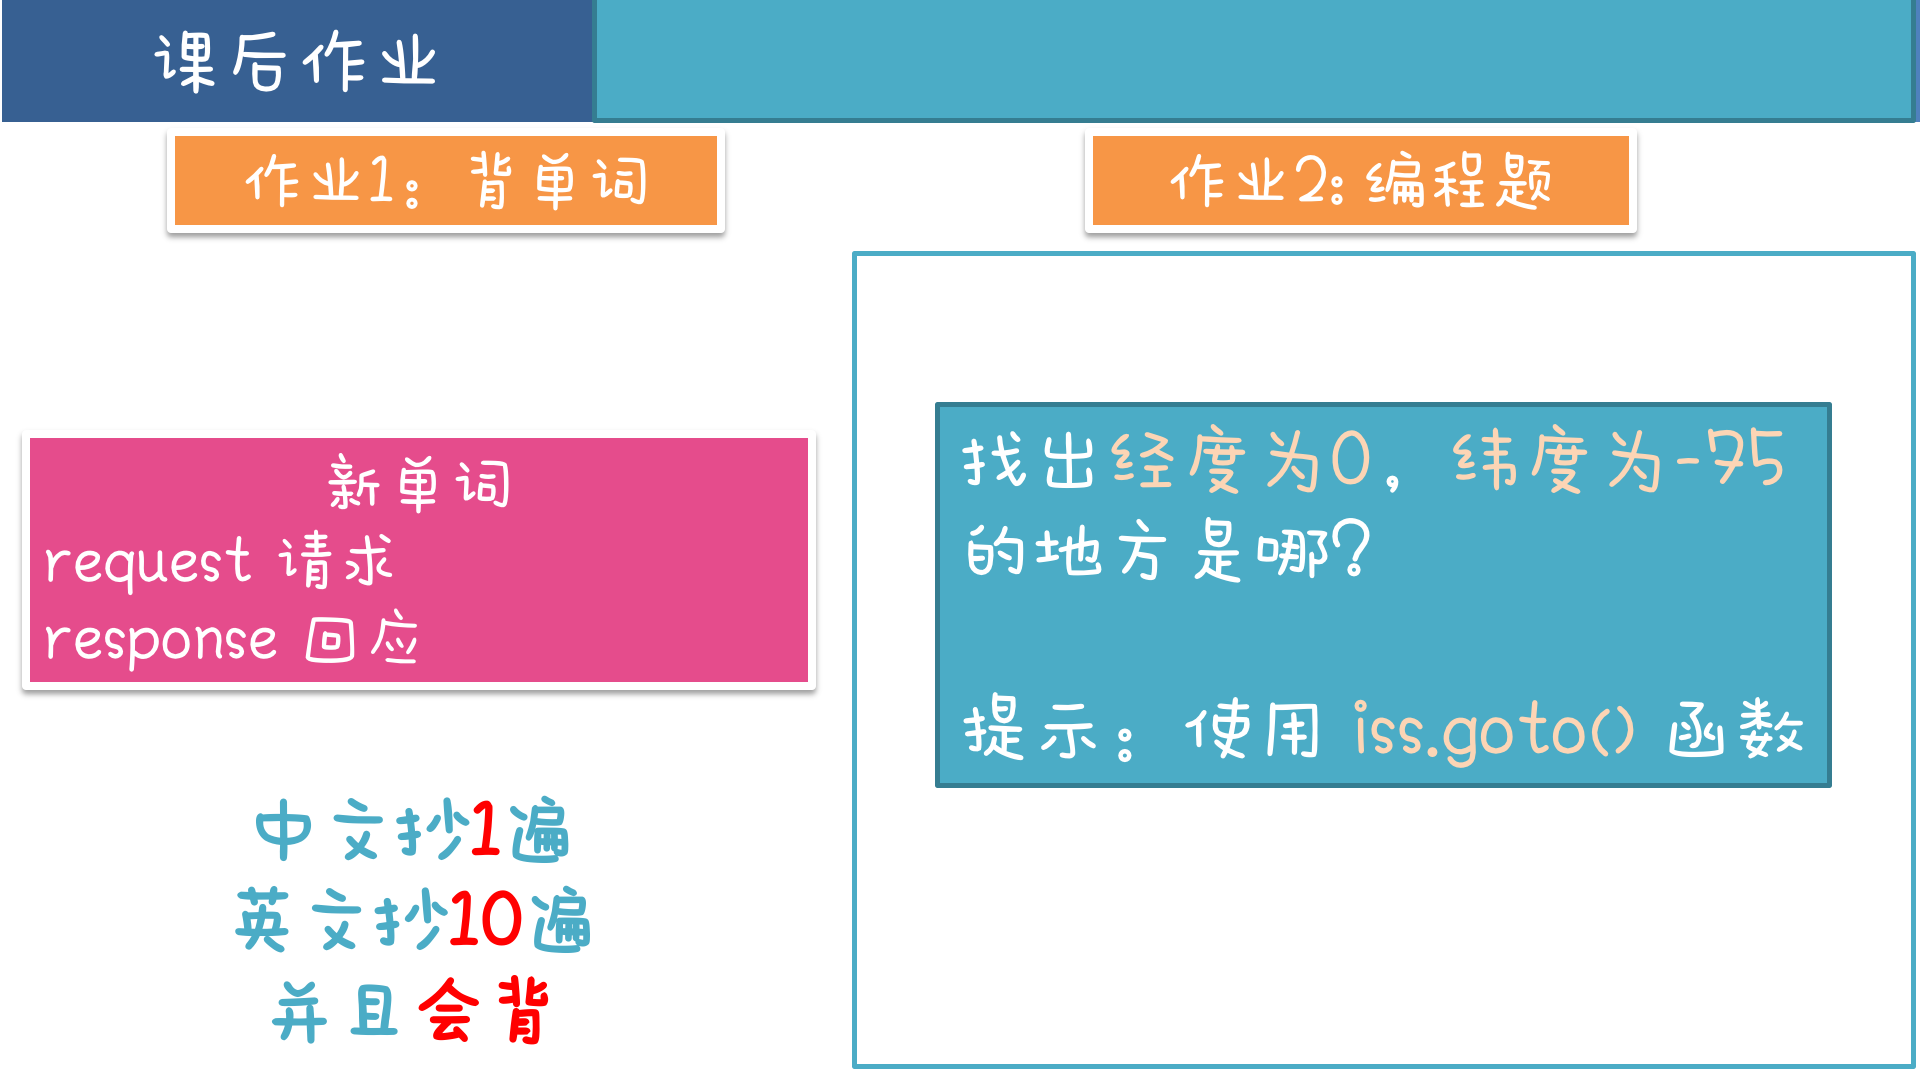 课后作业
作业1：背单词
新单词
request 请求
response 回应
中文抄1遍
英文抄10遍
并且会背
作业2:编程题
找出经度为0，纬度为-75
的地方是哪?
提示：使用 iss.goto() 函数